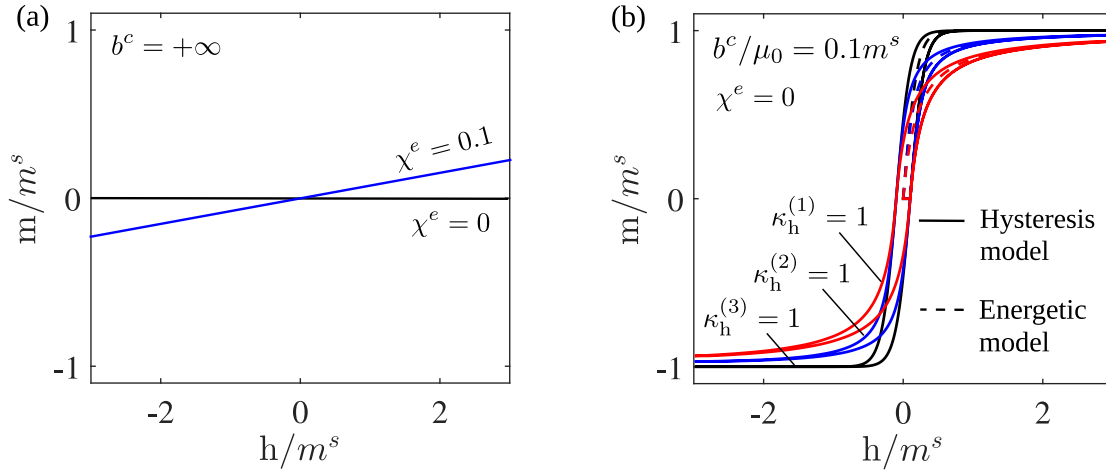 (a)
b^c = +∞
1
0
-1
χ^e = 0.1
χ^e = 0
-2
0
2
m/m^s
h/m^s
(b)
b^c/μ_0 = 0.1m^s
χ^e = 0
1
0
-1
κ_h^(1) = 1
κ_h^(2) = 1
κ_h^(3) = 1
Hysteresis
model
Energetic
model
-2
0
2
m/m^s
h/m^s